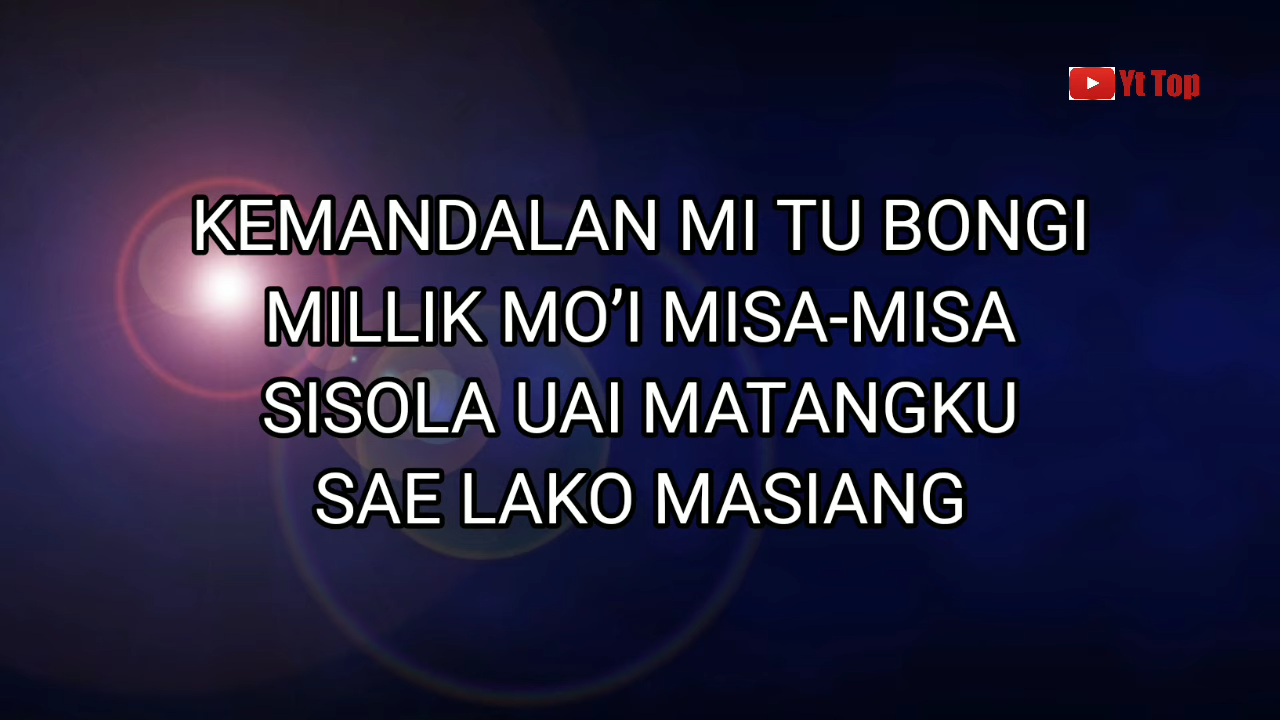 Yt Top
KEMANDALAN MI TU BONGI
MILLIK MO’I MISA-MISA
SISOLA UAI MATANGKU
SAE LAKO MASIANG